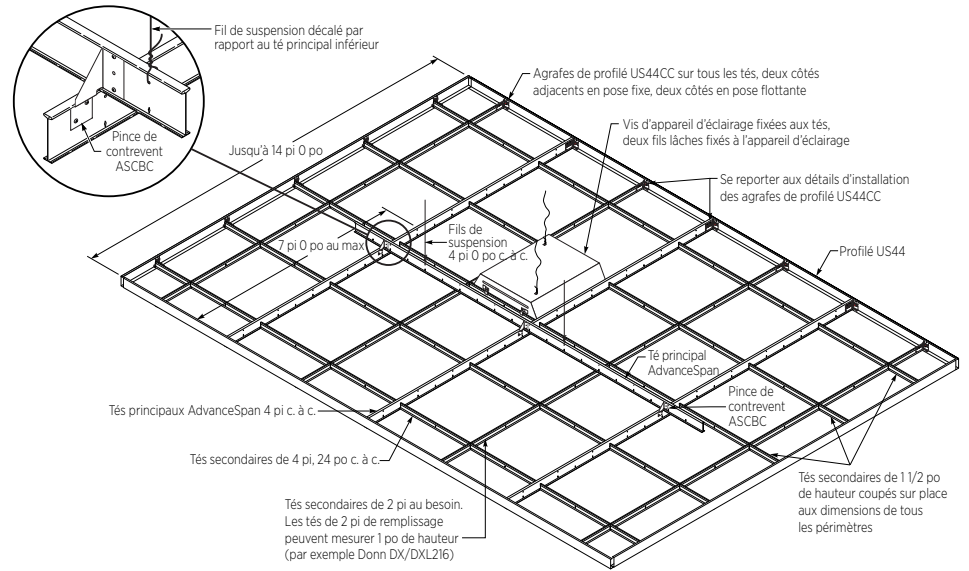 Fil de suspension décalé par
rapport au té principal inférieur
Pince de
contrevent
ASCBC
Jusqu'à 14 pi 0 po
Agrafes de profilé US44CC sur tous les tés, deux côtés
adjacents en pose fixe, deux côtés en pose flottante
Vis d'appareil d'éclairage fixées aux tés,
deux fils lâches fixés à l'appareil d'éclairage
Se reporter aux détails d'installation
des agrafes de profilé US44CC
7 pi 0 po au max
Fils de
suspension
4 pi 0 po c. à c.
Profilé US44
Té principal
AdvanceSpan
Pince de
contrevent
ASCBC
Tés principaux AdvanceSpan 4 pi c. à c.
Tés secondaires de 4 pi, 24 po c. à c.
Tés secondaires de 2 pi au besoin.
Les tés de 2 pi de remplissage
peuvent mesurer 1 po de hauteur
(par exemple Donn DX/DXL216)
Tés secondaires de 1 1/2 po
de hauteur coupés sur place
aux dimensions de tous
les périmètres